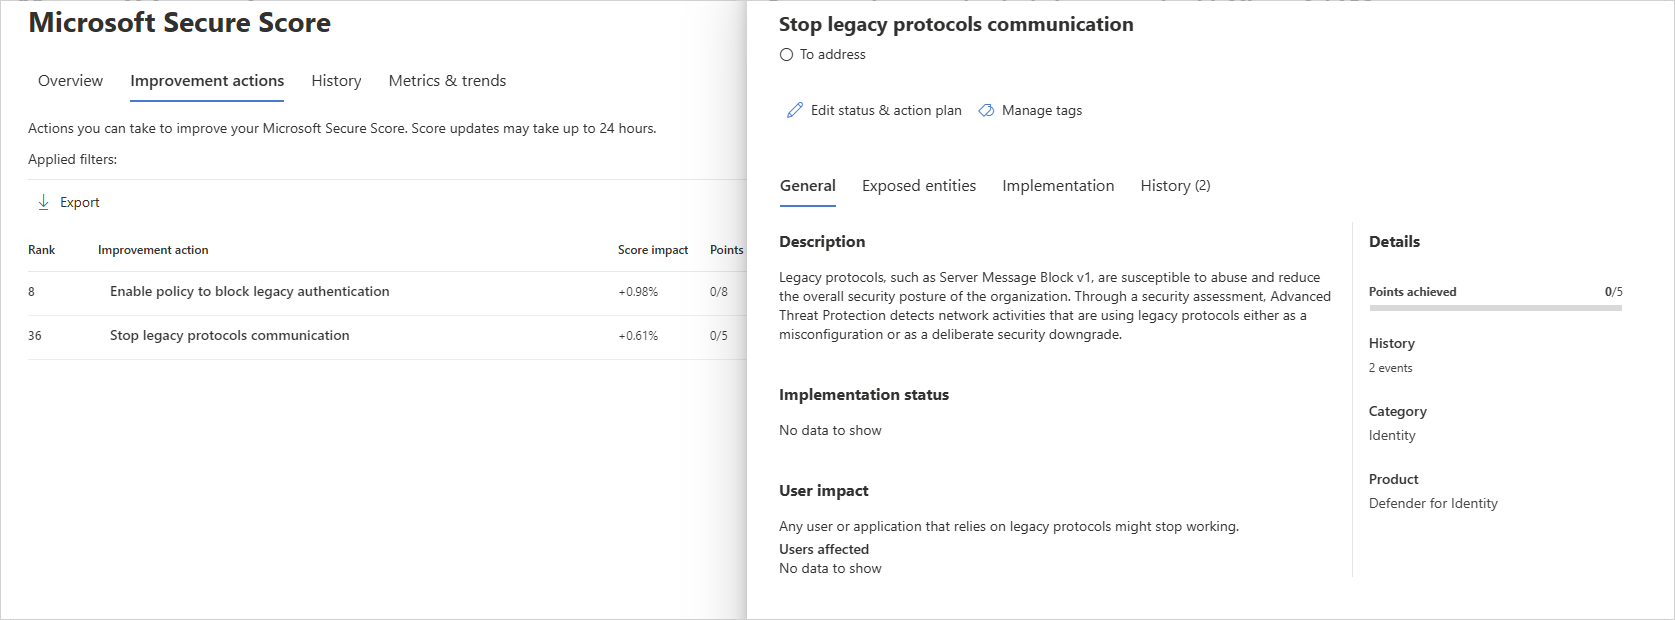 Microsoft Secure Score
Overview Improvement actions History Metrics & trends
Actions you can take to improve your Microsoft Secure Score. Score updates may take up to 24 hours.
Applied filters:
Export
Rank Improvement action Score impact Points
8 Enable policy to block legacy authentication +0.98% 0/8
36 Stop legacy protocols communication +0.61% 0/5
Stop legacy protocols communication
To address
Edit status & action plan Manage tags
General Exposed entities Implementation History (2)
Description
Legacy protocols, such as Server Message Block v1, are susceptible to abuse and reduce
the overall security posture of the organization. Through a security assessment, Advanced
Threat Protection detects network activities that are using legacy protocols either as a
misconfiguration or as a deliberate security downgrade.
Implementation status
No data to show
User impact
Any user or application that relies on legacy protocols might stop working.
Users affected
No data to show
Details
Points achieved 0/5
History
2 events
Category
Identity
Product
Defender for Identity